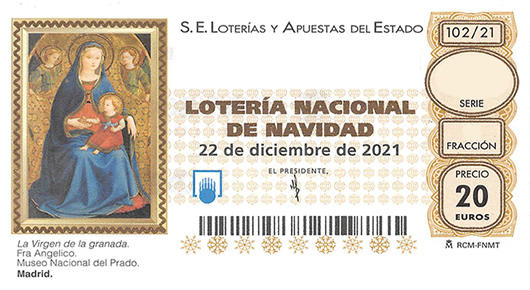 S. E. LOTERÍAS Y APUESTAS DEL ESTADO
102/21
SERIE
LOTERÍA NACIONAL
DE NAVIDAD
22 de diciembre de 2021
EL PRESIDENTE,
FRACCIÓN
PRECIO
20
EUROS
RCM-FNMT
La Virgen de la granada.
Fra Angelico.
Museo Nacional del Prado.
Madrid.